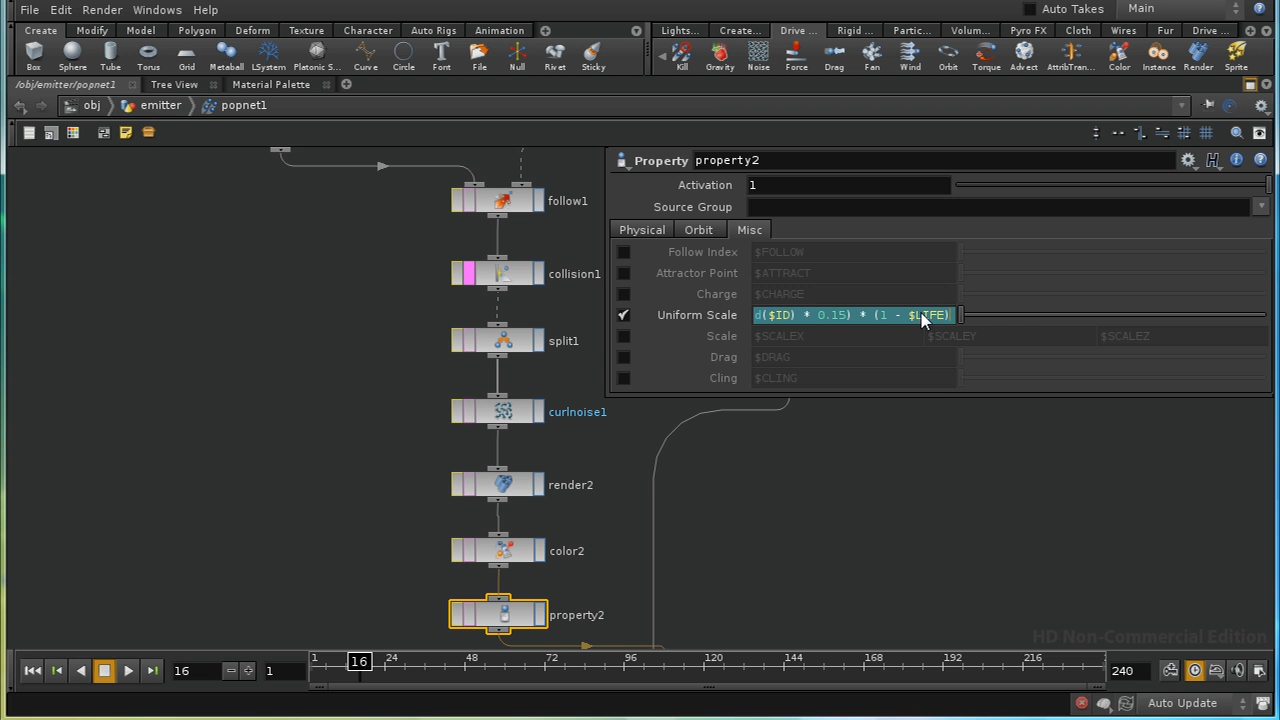 File Edit Render Windows Help Auto Takes Main
Create Modify Model Polygon Deform Texture Character Auto Rigs Animation Lights... Create... Drive ... Rigid ... Partic... Volum... Pyro FX Cloth Wires Fur Drive ...
Box Sphere Tube Torus Grid Metaball LSystem Platonic S... Curve Circle Font File Null Rivet Sticky Kill Gravity Noise Force Drag Fan Wind Orbit Torque Advect AttribTran... Color Instance Render Sprite
/obj/emitter/popnet1 Tree View Material Palette
obj emitter popnet1
Property property2
Activation 1
Source Group
Physical Orbit Misc
Follow Index $FOLLOW
Attractor Point $ATTRACT
Charge $CHARGE
Uniform Scale d($ID) * 0.15) * (1 - $LIFE)
Scale $SCALEX $SCALEY $SCALEZ
Drag $DRAG
Cling $CLING
follow1
collision1
split1
curlnoise1
render2
color2
property2
HD Non-Commercial Edition
16 1 1 16 24 48 72 96 120 144 168 192 216 240
Auto Update